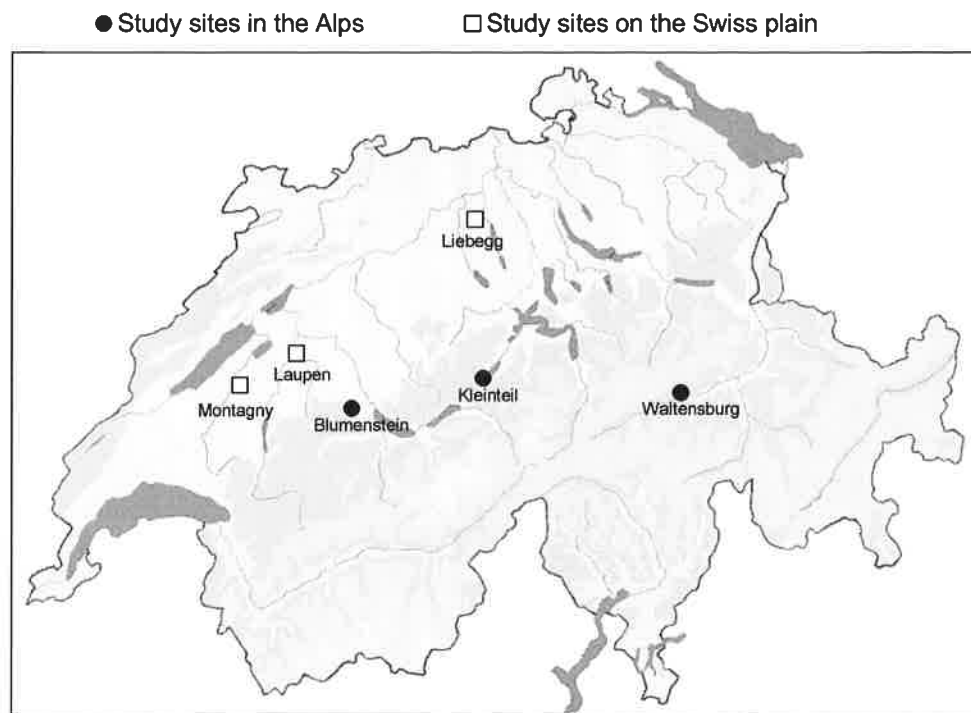 Study sites in the Alps
Study sites on the Swiss plain
Liebegg
Laupen
Kleinteil
Montagny
Waltensburg
Blumenstein